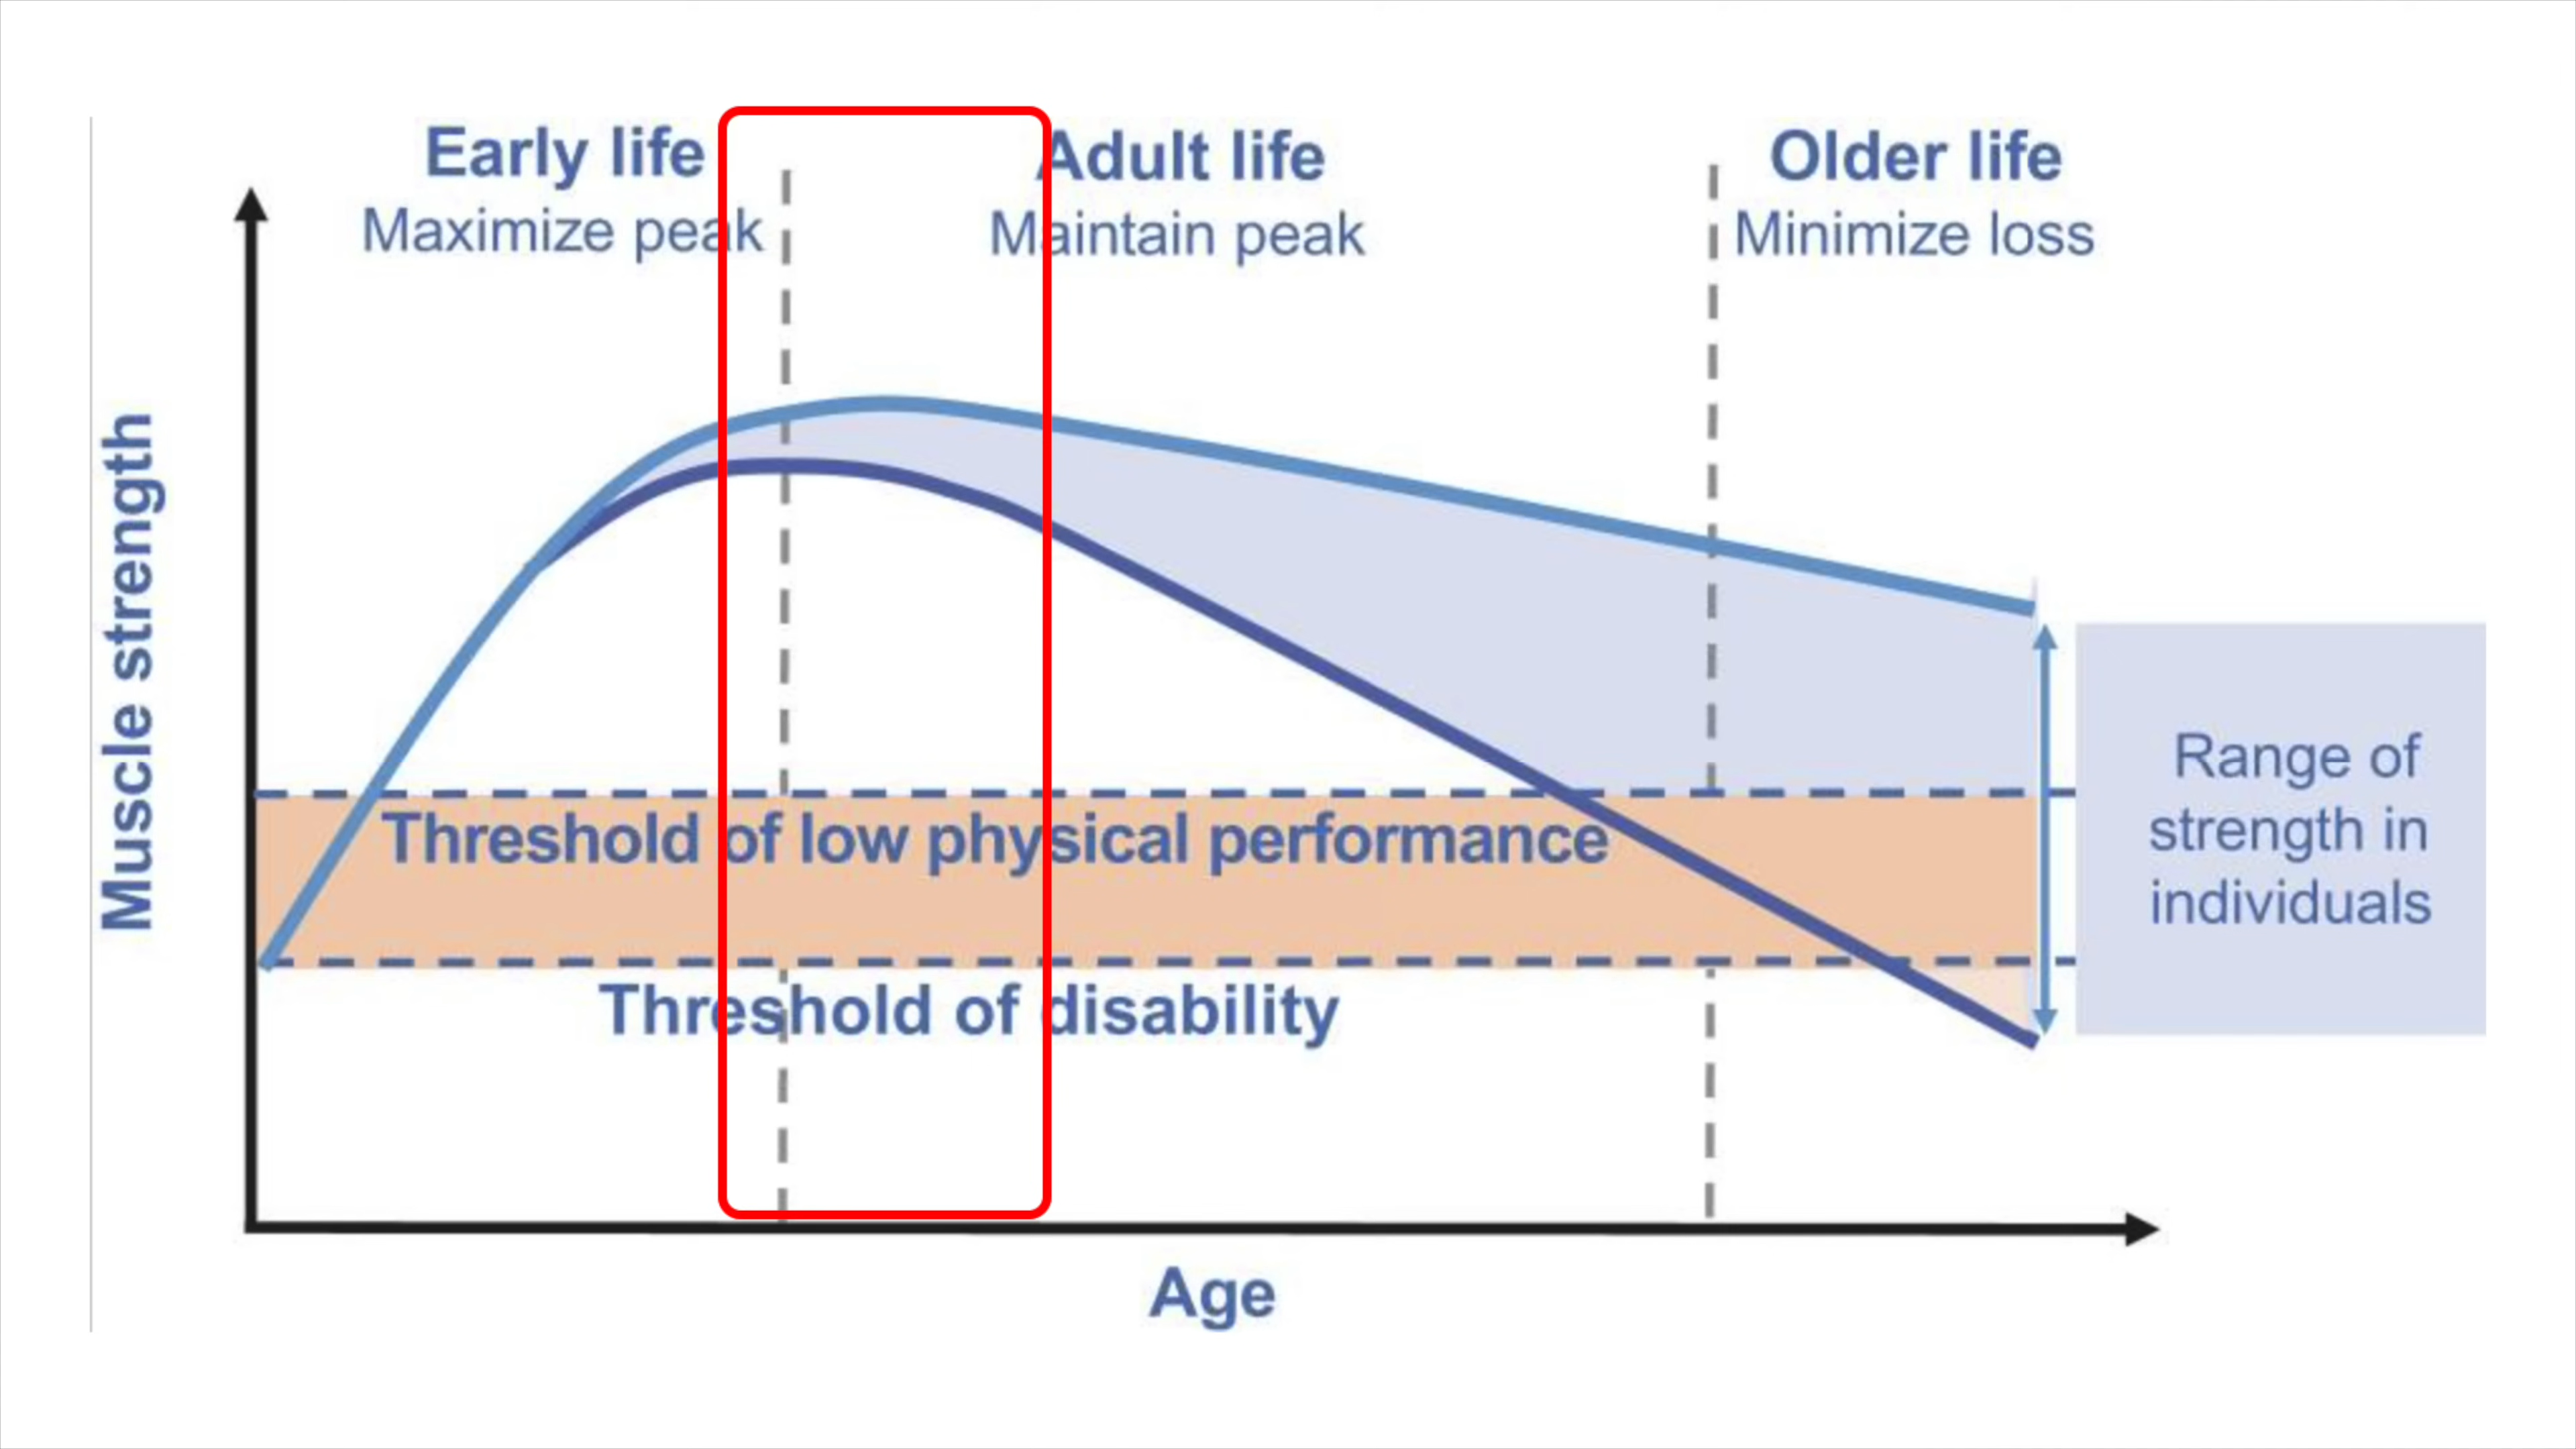 Early life
Maximize peak
Adult life
Maintain peak
Older life
Minimize loss
Muscle strength
Threshold of low physical performance
Threshold of disability
Range of
strength in
individuals
Age